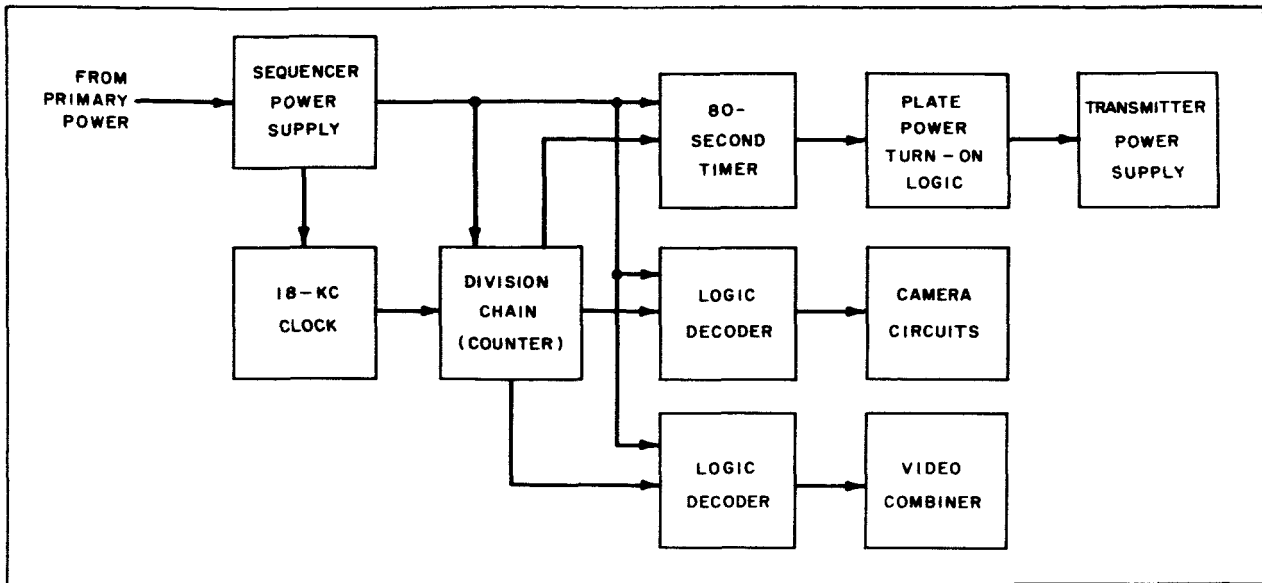 FROM
PRIMARY
POWER
SEQUENCER
POWER
SUPPLY
80-
SECOND
TIMER
PLATE
POWER
TURN-ON
LOGIC
TRANSMITTER
POWER
SUPPLY
18-KC
CLOCK
DIVISION
CHAIN
(COUNTER)
LOGIC
DECODER
CAMERA
CIRCUITS
LOGIC
DECODER
VIDEO
COMBINER